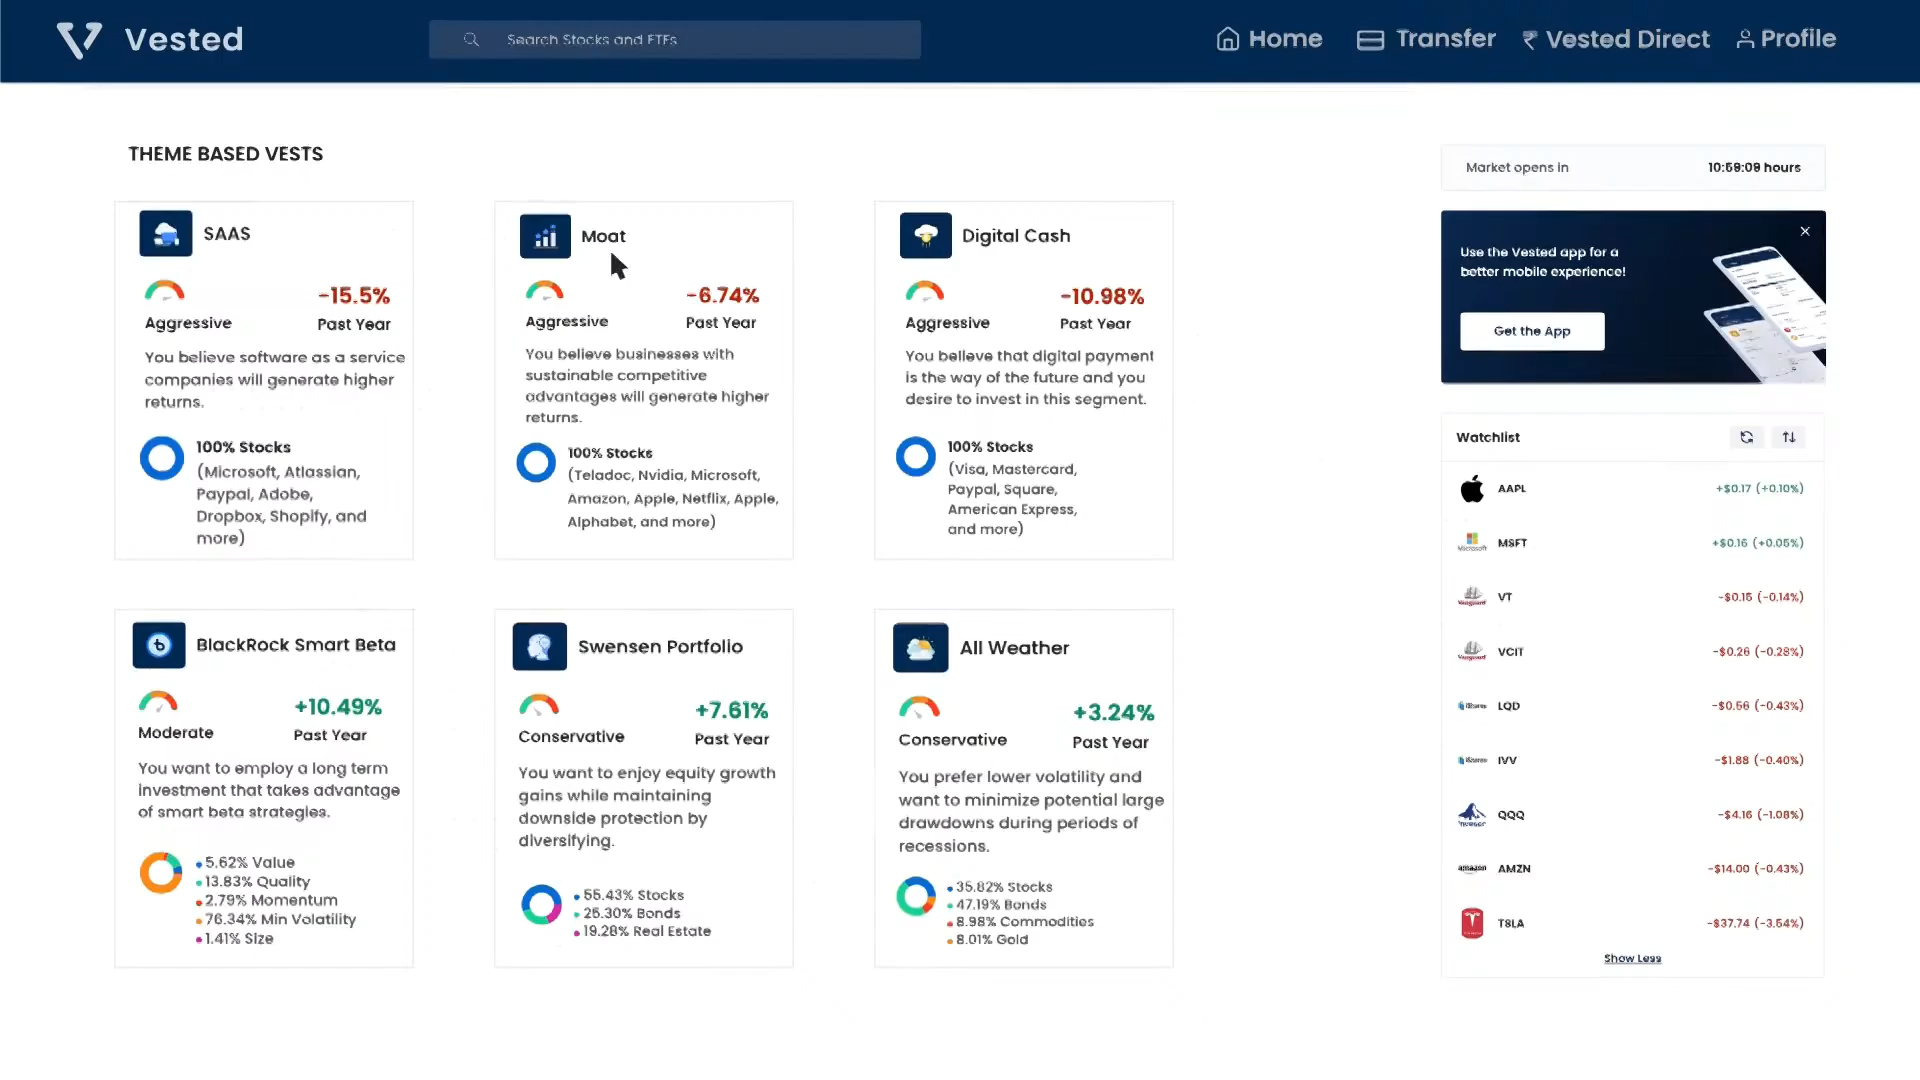 Vested
Search Stocks and ETFs
Home
Transfer
Vested Direct
Profile
THEME BASED VESTS
SAAS
-15.5%
Aggressive
Past Year
You believe software as a service
companies will generate higher
returns.
100% Stocks
(Microsoft, Atlassian,
Paypal, Adobe,
Dropbox, Shopify, and
more)
Moat
-6.74%
Aggressive
Past Year
You believe businesses with
sustainable competitive
advantages will generate higher
returns.
100% Stocks
(Teladoc, Nvidia, Microsoft,
Amazon, Apple, Netflix, Apple,
Alphabet, and more)
Digital Cash
-10.98%
Aggressive
Past Year
You believe that digital payment
is the way of the future and you
desire to invest in this segment.
100% Stocks
(Visa, Mastercard,
Paypal, Square,
American Express,
and more)
BlackRock Smart Beta
+10.49%
Moderate
Past Year
You want to employ a long term
investment that takes advantage
of smart beta strategies.
5.62% Value
13.83% Quality
2.79% Momentum
76.34% Min Volatility
1.41% Size
Swensen Portfolio
+7.61%
Conservative
Past Year
You want to enjoy equity growth
gains while maintaining
downside protection by
diversifying.
55.43% Stocks
25.30% Bonds
19.28% Real Estate
All Weather
+3.24%
Conservative
Past Year
You prefer lower volatility and
want to minimize potential large
drawdowns during periods of
recessions.
35.82% Stocks
47.19% Bonds
8.98% Commodities
8.01% Gold
Market opens in
10:59:09 hours
Use the Vested app for a
better mobile experience!
Get the App
Watchlist
AAPL
+$0.17 (+0.10%)
Microsoft
MSFT
+$0.16 (+0.05%)
Vanguard
VT
-$0.15 (-0.14%)
Vanguard
VCIT
-$0.26 (-0.28%)
iShares
LQD
-$0.56 (-0.43%)
iShares
IVV
-$1.88 (-0.40%)
Invesco
QQQ
-$4.16 (-1.08%)
amazon
AMZN
-$14.00 (-0.43%)
TSLA
-$37.74 (-3.54%)
Show Less